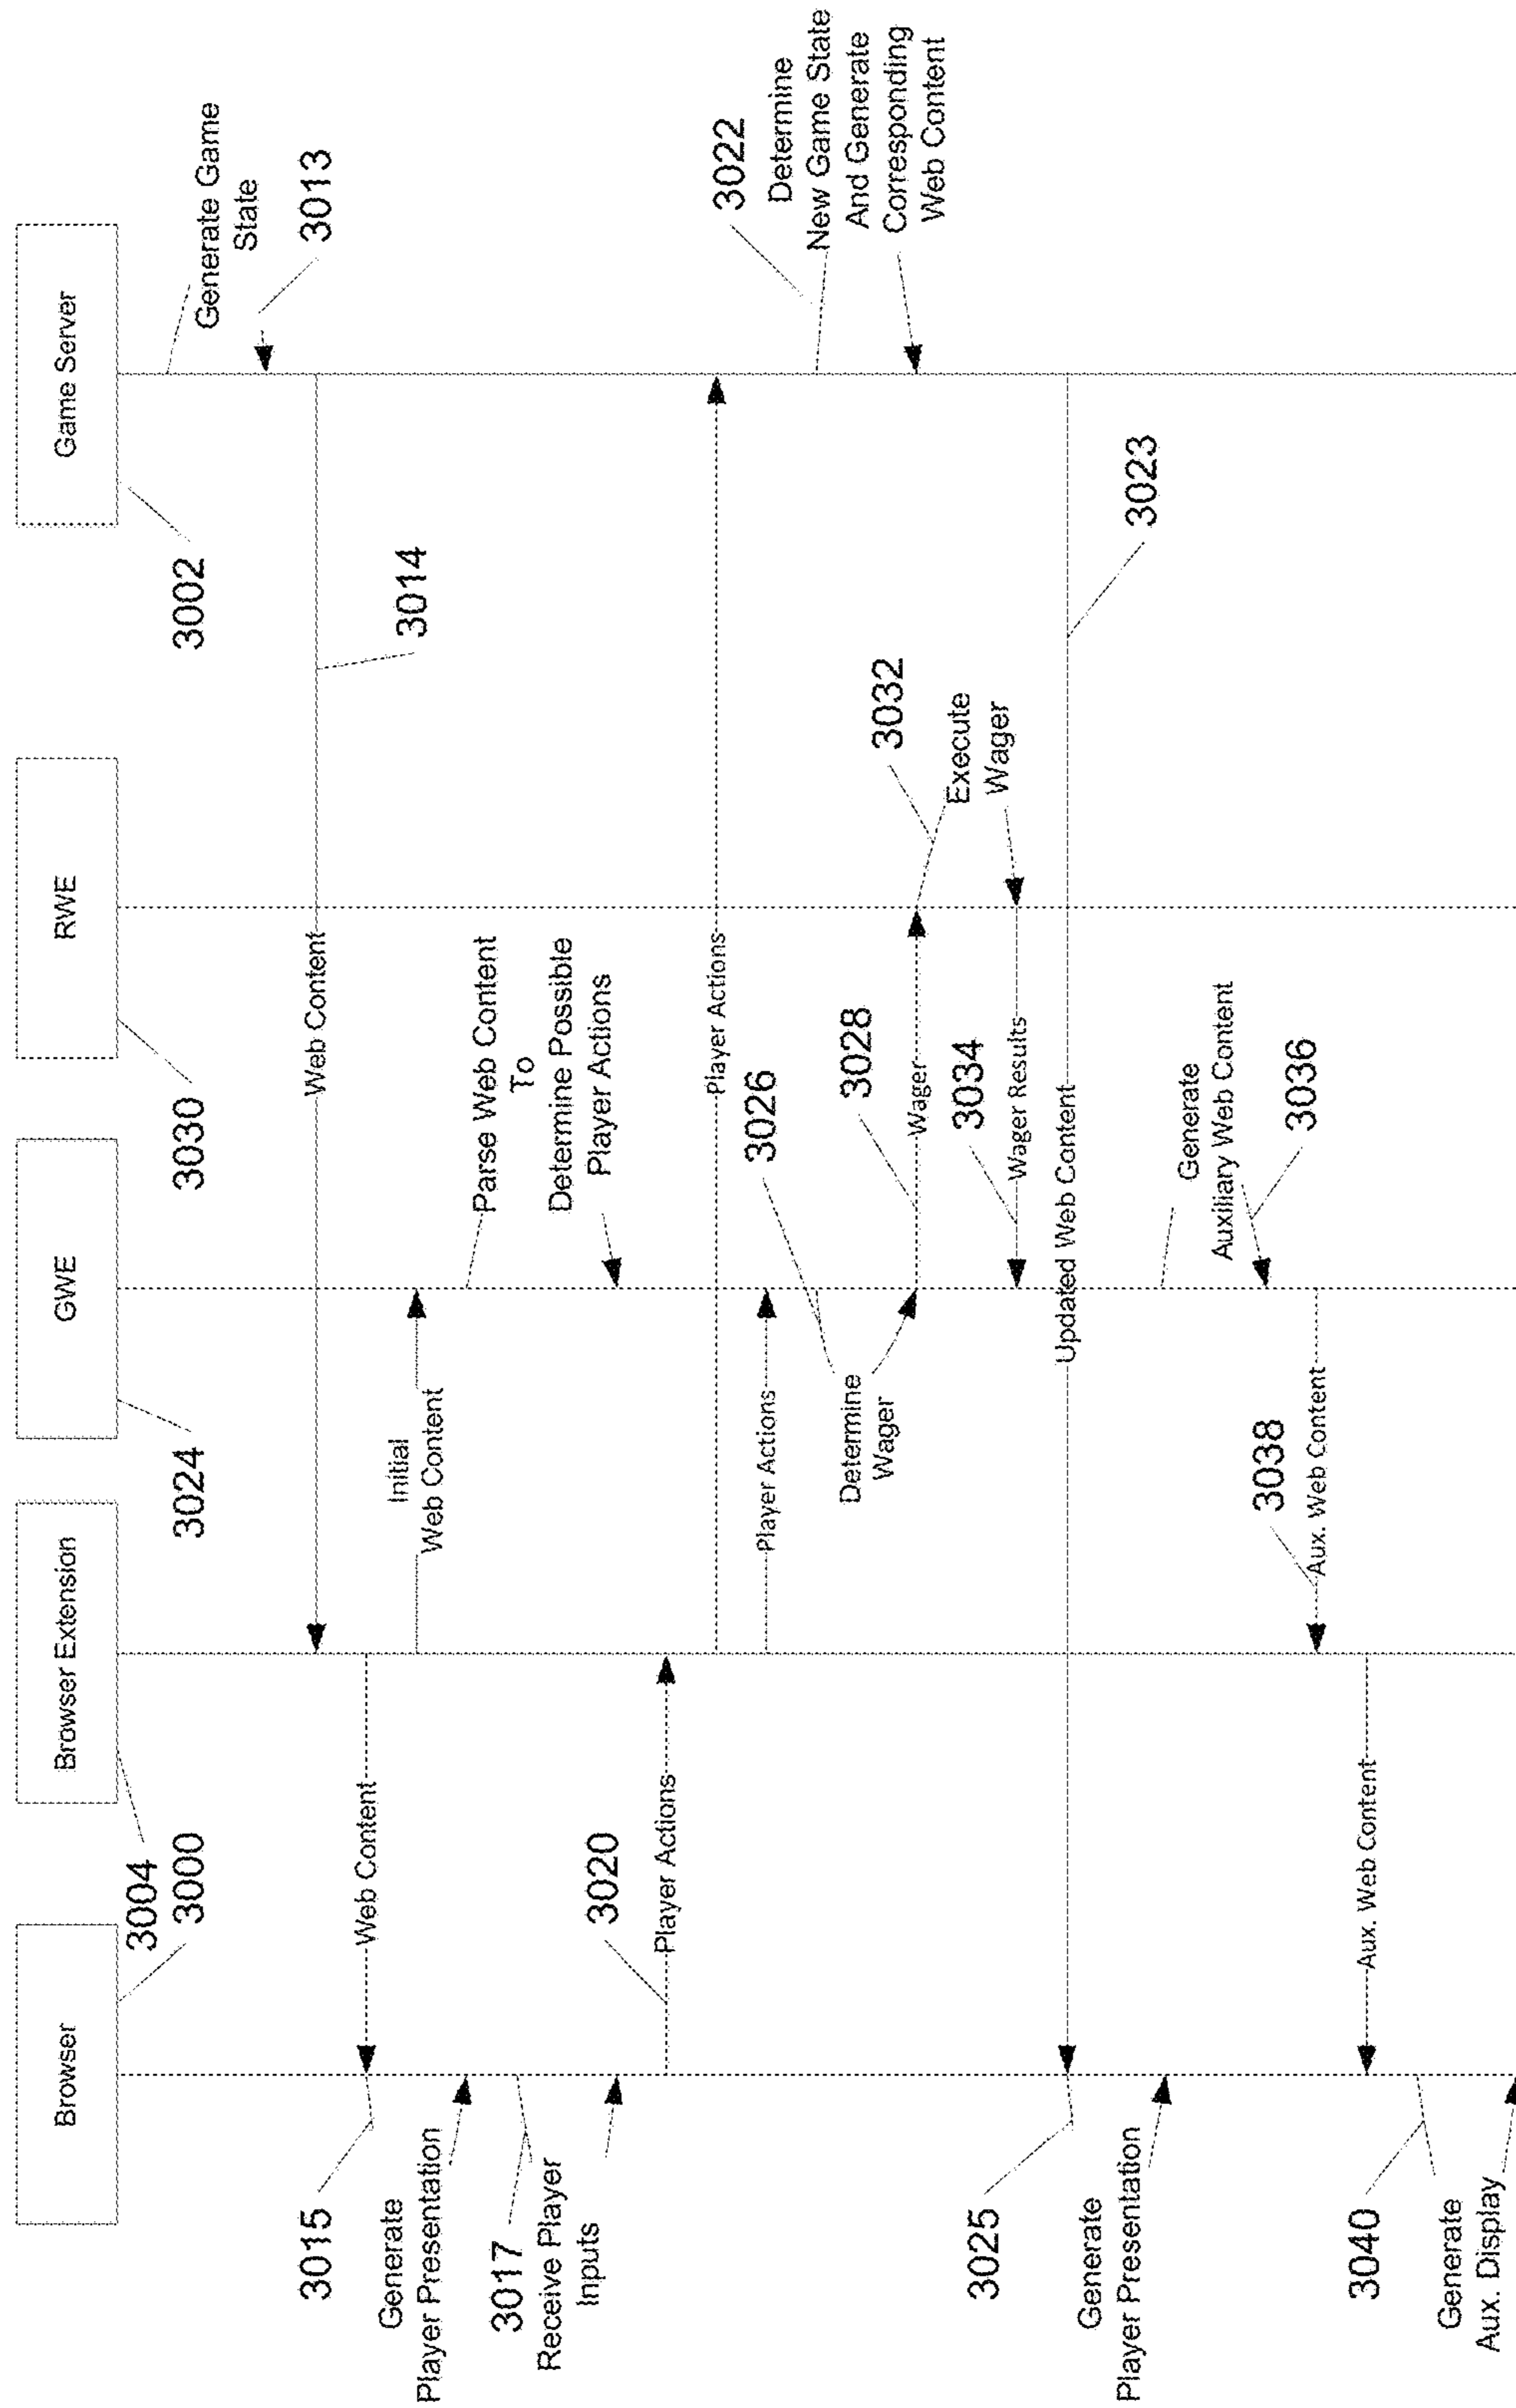 Browser
3000
Browser Extension
3004
GWE
3024
RWE
3030
Game Server
3002
Generate Game
State
3013
Web Content
3014
Web Content
3015
Generate
Player Presentation
Initial
Web Content
Parse Web Content
To
Determine Possible
Player Actions
3017
Receive Player
Inputs
3020
Player Actions
Player Actions
Player Actions
3022
Determine
New Game State
And Generate
Corresponding
Web Content
3026
Determine
Wager
3028
Wager
3032
Execute
Wager
3034
Wager Results
Updated Web Content
3023
3025
Generate
Player Presentation
Generate
Auxiliary Web Content
3036
3038
Aux. Web Content
Aux. Web Content
3040
Generate
Aux. Display